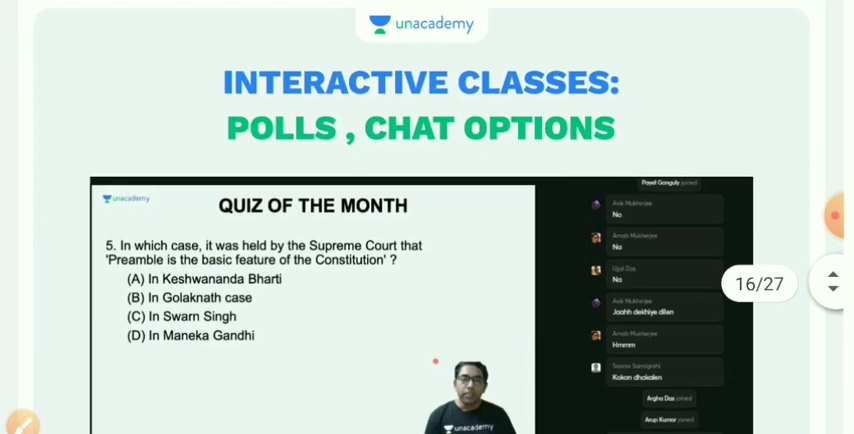 unacademy
INTERACTIVE CLASSES:
POLLS , CHAT OPTIONS
unacademy
QUIZ OF THE MONTH
5. In which case, it was held by the Supreme Court that
'Preamble is the basic feature of the Constitution' ?
(A) In Keshwananda Bharti
(B) In Golaknath case
(C) In Swarn Singh
(D) In Maneka Gandhi
unacademy
Payel Ganguly joined
Avik Mukherjee
No
Arnab Mukherjee
No
Ujjal Das
No
Avik Mukherjee
Jaahh dekhiye dilen
Arnab Mukherjee
Hmmm
Kokon dhakalen
Argha Das joined
Arup Kumar joined
16/27